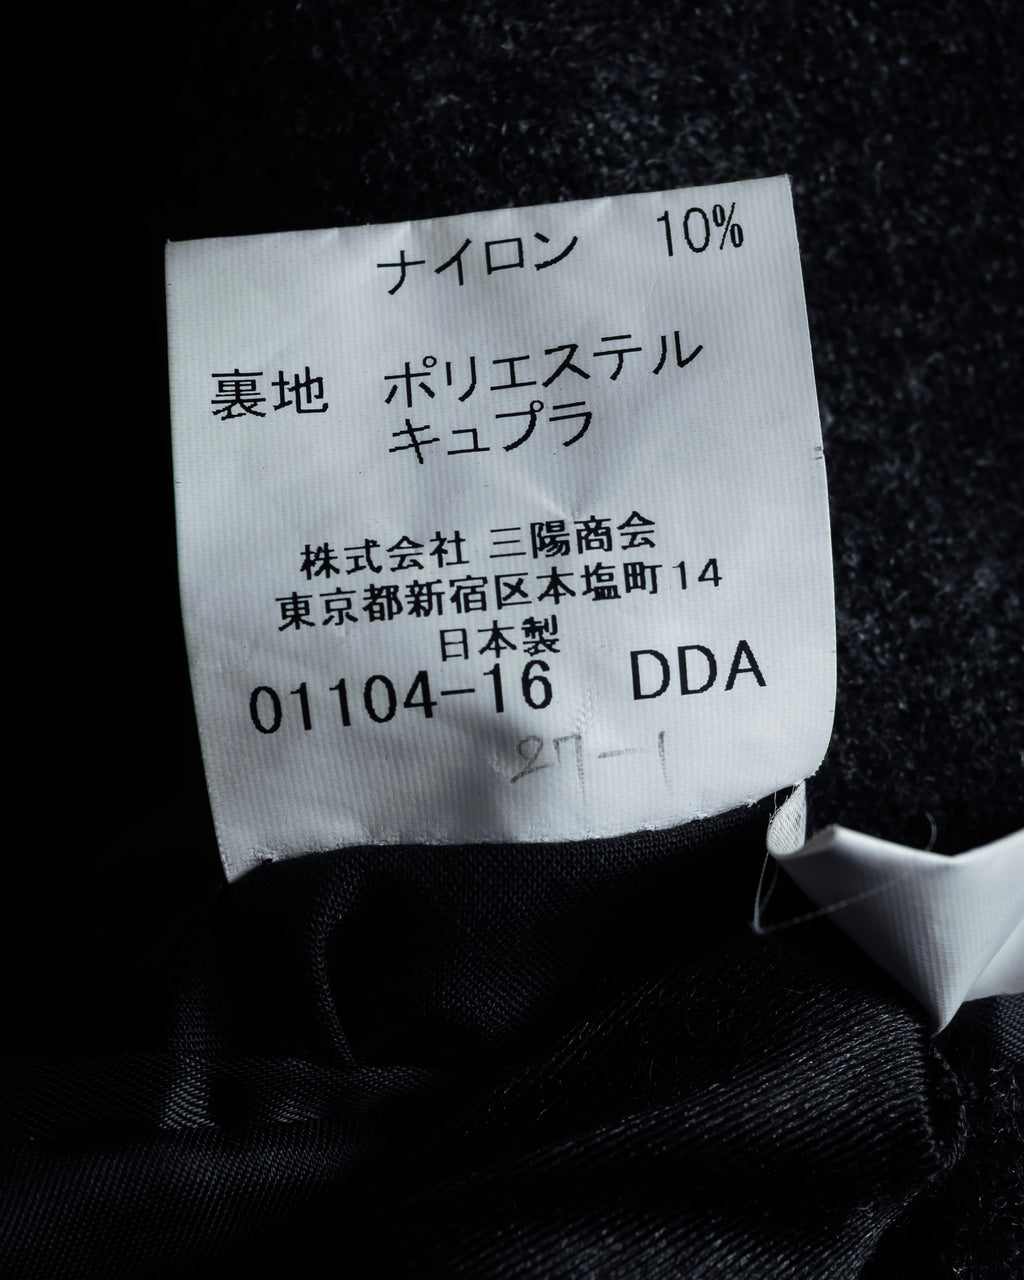 ナイロン 10%
裏地 ポリエステル
キュプラ
株式会社 三陽商会
東京都新宿区本塩町14
日本製
01104-16 DDA
27-1